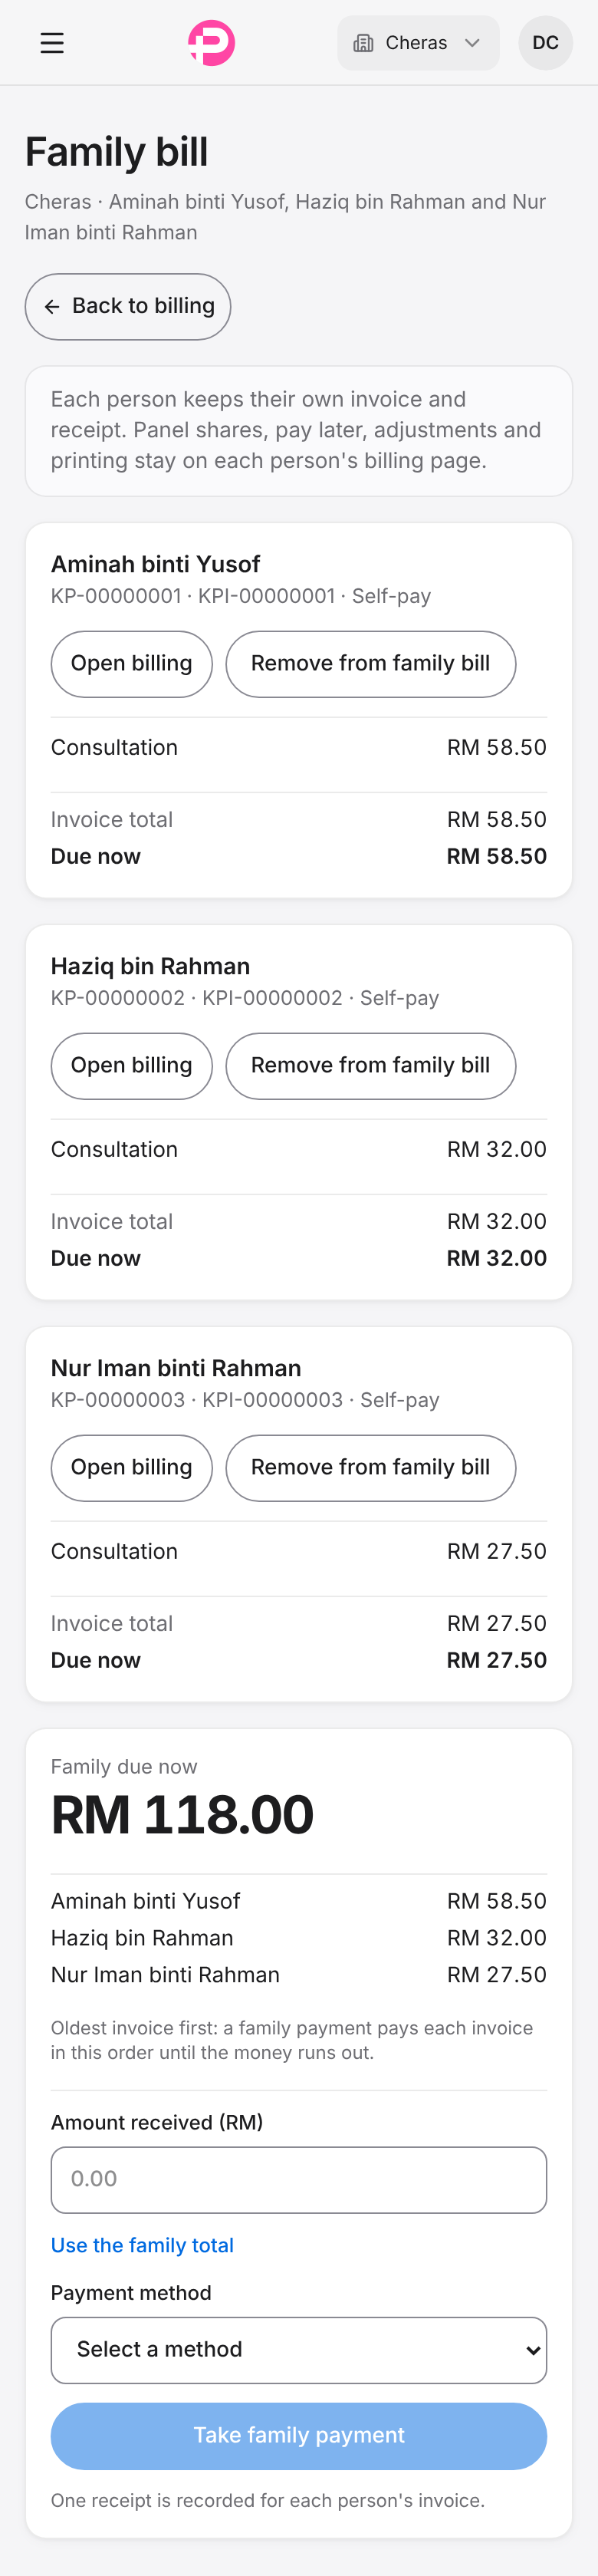 Cheras
DC
Family bill
Cheras · Aminah binti Yusof, Haziq bin Rahman and Nur
Iman binti Rahman
← Back to billing
Each person keeps their own invoice and
receipt. Panel shares, pay later, adjustments and
printing stay on each person's billing page.
Aminah binti Yusof
KP-00000001 · KPI-00000001 · Self-pay
Open billing
Remove from family bill
Consultation RM 58.50
Invoice total RM 58.50
Due now RM 58.50
Haziq bin Rahman
KP-00000002 · KPI-00000002 · Self-pay
Open billing
Remove from family bill
Consultation RM 32.00
Invoice total RM 32.00
Due now RM 32.00
Nur Iman binti Rahman
KP-00000003 · KPI-00000003 · Self-pay
Open billing
Remove from family bill
Consultation RM 27.50
Invoice total RM 27.50
Due now RM 27.50
Family due now
RM 118.00
Aminah binti Yusof RM 58.50
Haziq bin Rahman RM 32.00
Nur Iman binti Rahman RM 27.50
Oldest invoice first: a family payment pays each invoice
in this order until the money runs out.
Amount received (RM)
0.00
Use the family total
Payment method
Select a method
Take family payment
One receipt is recorded for each person's invoice.